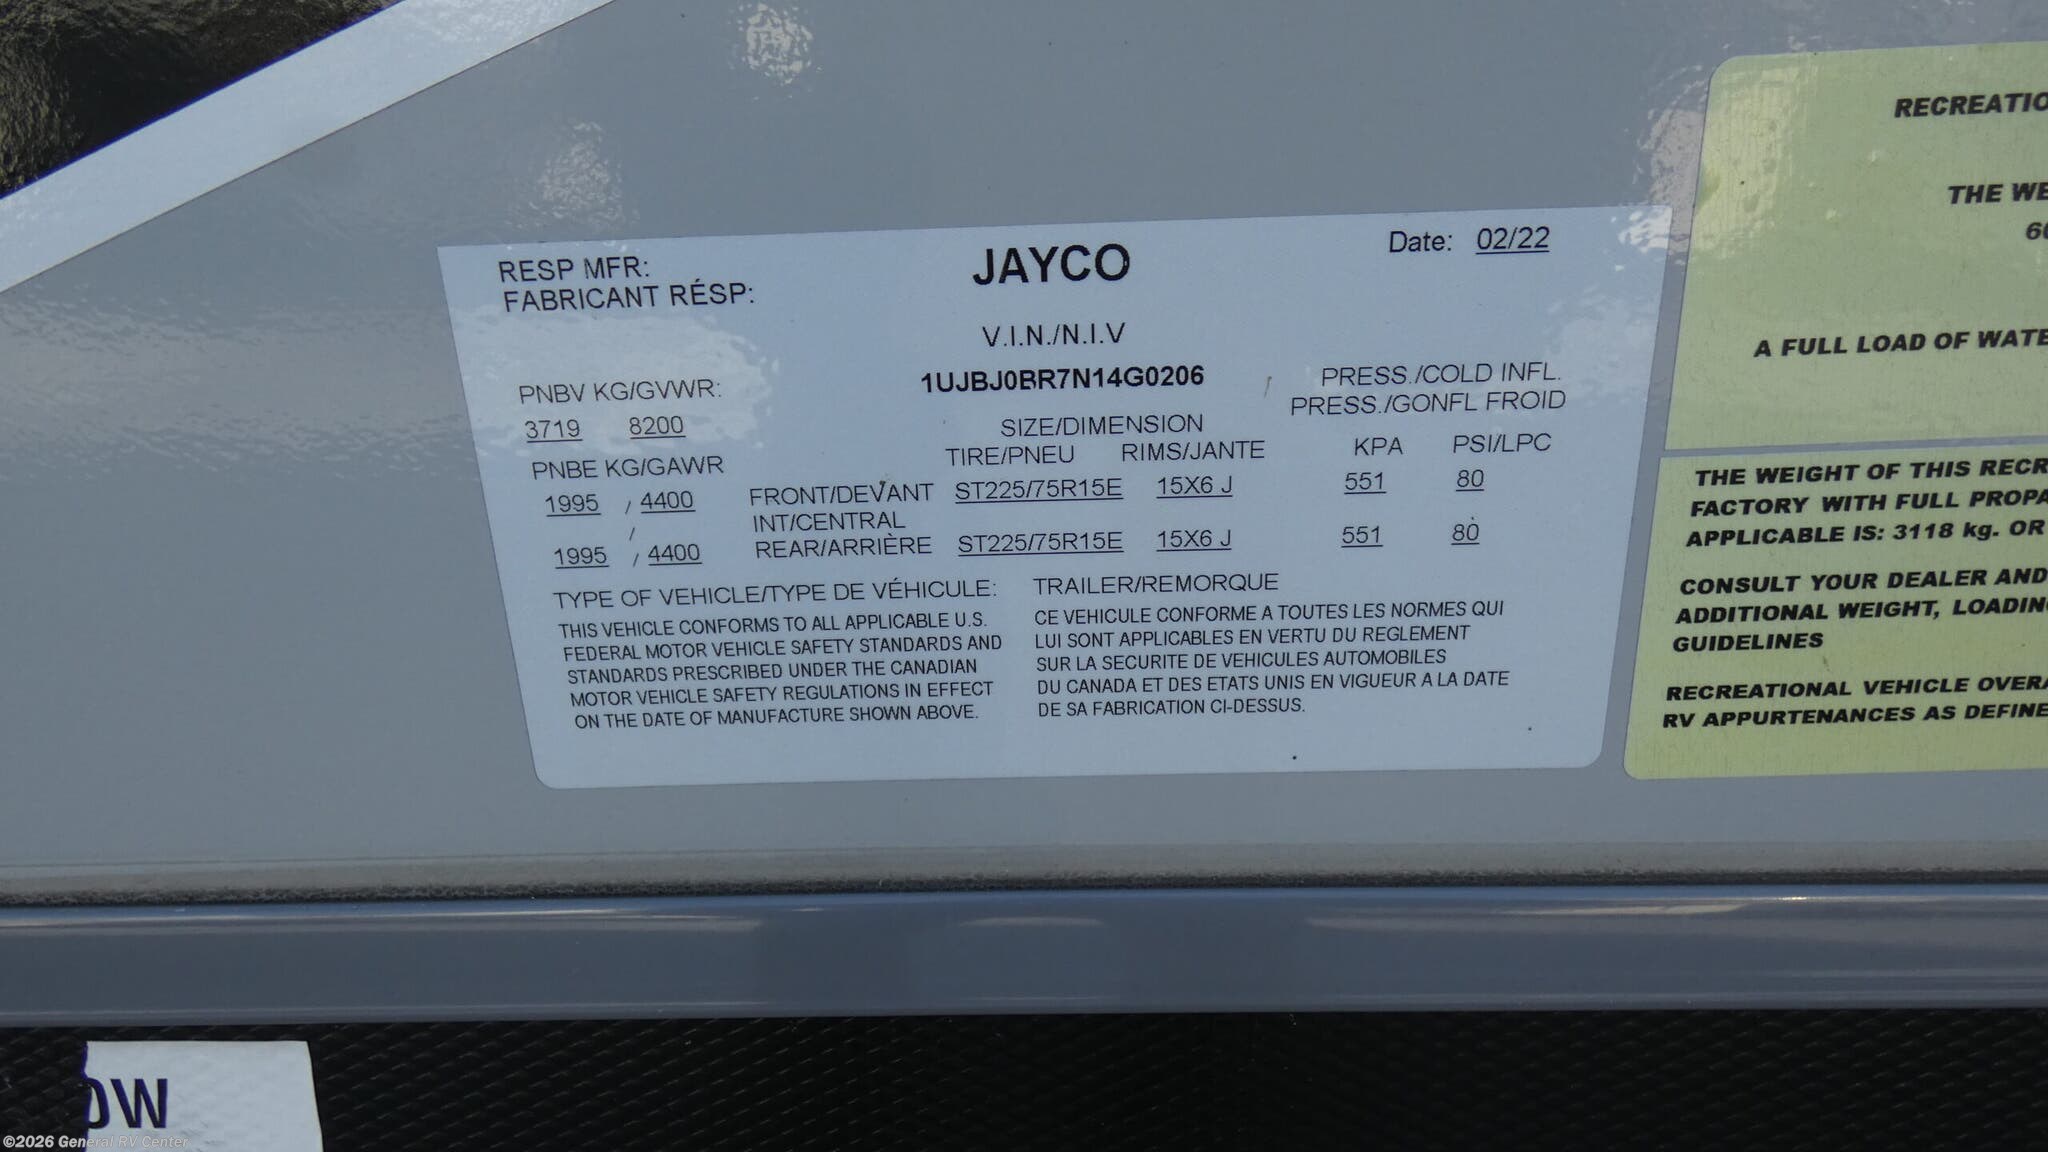 RESP MFR:
FABRICANT RÉSP:
JAYCO
Date: 02/22
V.I.N./N.I.V
1UJBJ0BR7N14G0206
PNBV KG/GVWR:
3719 8200
PNBE KG/GAWR
SIZE/DIMENSION
TIRE/PNEU RIMS/JANTE
PRESS./COLD INFL.
PRESS./GONFL FROID
KPA PSI/LPC
1995 / 4400 FRONT/DEVANT ST225/75R15E 15X6 J 551 80
/ INT/CENTRAL
1995 / 4400 REAR/ARRIÈRE ST225/75R15E 15X6 J 551 80
TYPE OF VEHICLE/TYPE DE VÉHICULE: TRAILER/REMORQUE
THIS VEHICLE CONFORMS TO ALL APPLICABLE U.S.
FEDERAL MOTOR VEHICLE SAFETY STANDARDS AND
STANDARDS PRESCRIBED UNDER THE CANADIAN
MOTOR VEHICLE SAFETY REGULATIONS IN EFFECT
ON THE DATE OF MANUFACTURE SHOWN ABOVE.
CE VEHICULE CONFORME A TOUTES LES NORMES QUI
LUI SONT APPLICABLES EN VERTU DU REGLEMENT
SUR LA SECURITE DE VEHICULES AUTOMOBILES
DU CANADA ET DES ETATS UNIS EN VIGUEUR A LA DATE
DE SA FABRICATION CI-DESSUS.
RECREATIO
THE WE
60
A FULL LOAD OF WATE
THE WEIGHT OF THIS RECR
FACTORY WITH FULL PROPA
APPLICABLE IS: 3118 kg. OR
CONSULT YOUR DEALER AND
ADDITIONAL WEIGHT, LOADING
GUIDELINES
RECREATIONAL VEHICLE OVERA
RV APPURTENANCES AS DEFINE
OW
©2026 General RV Center